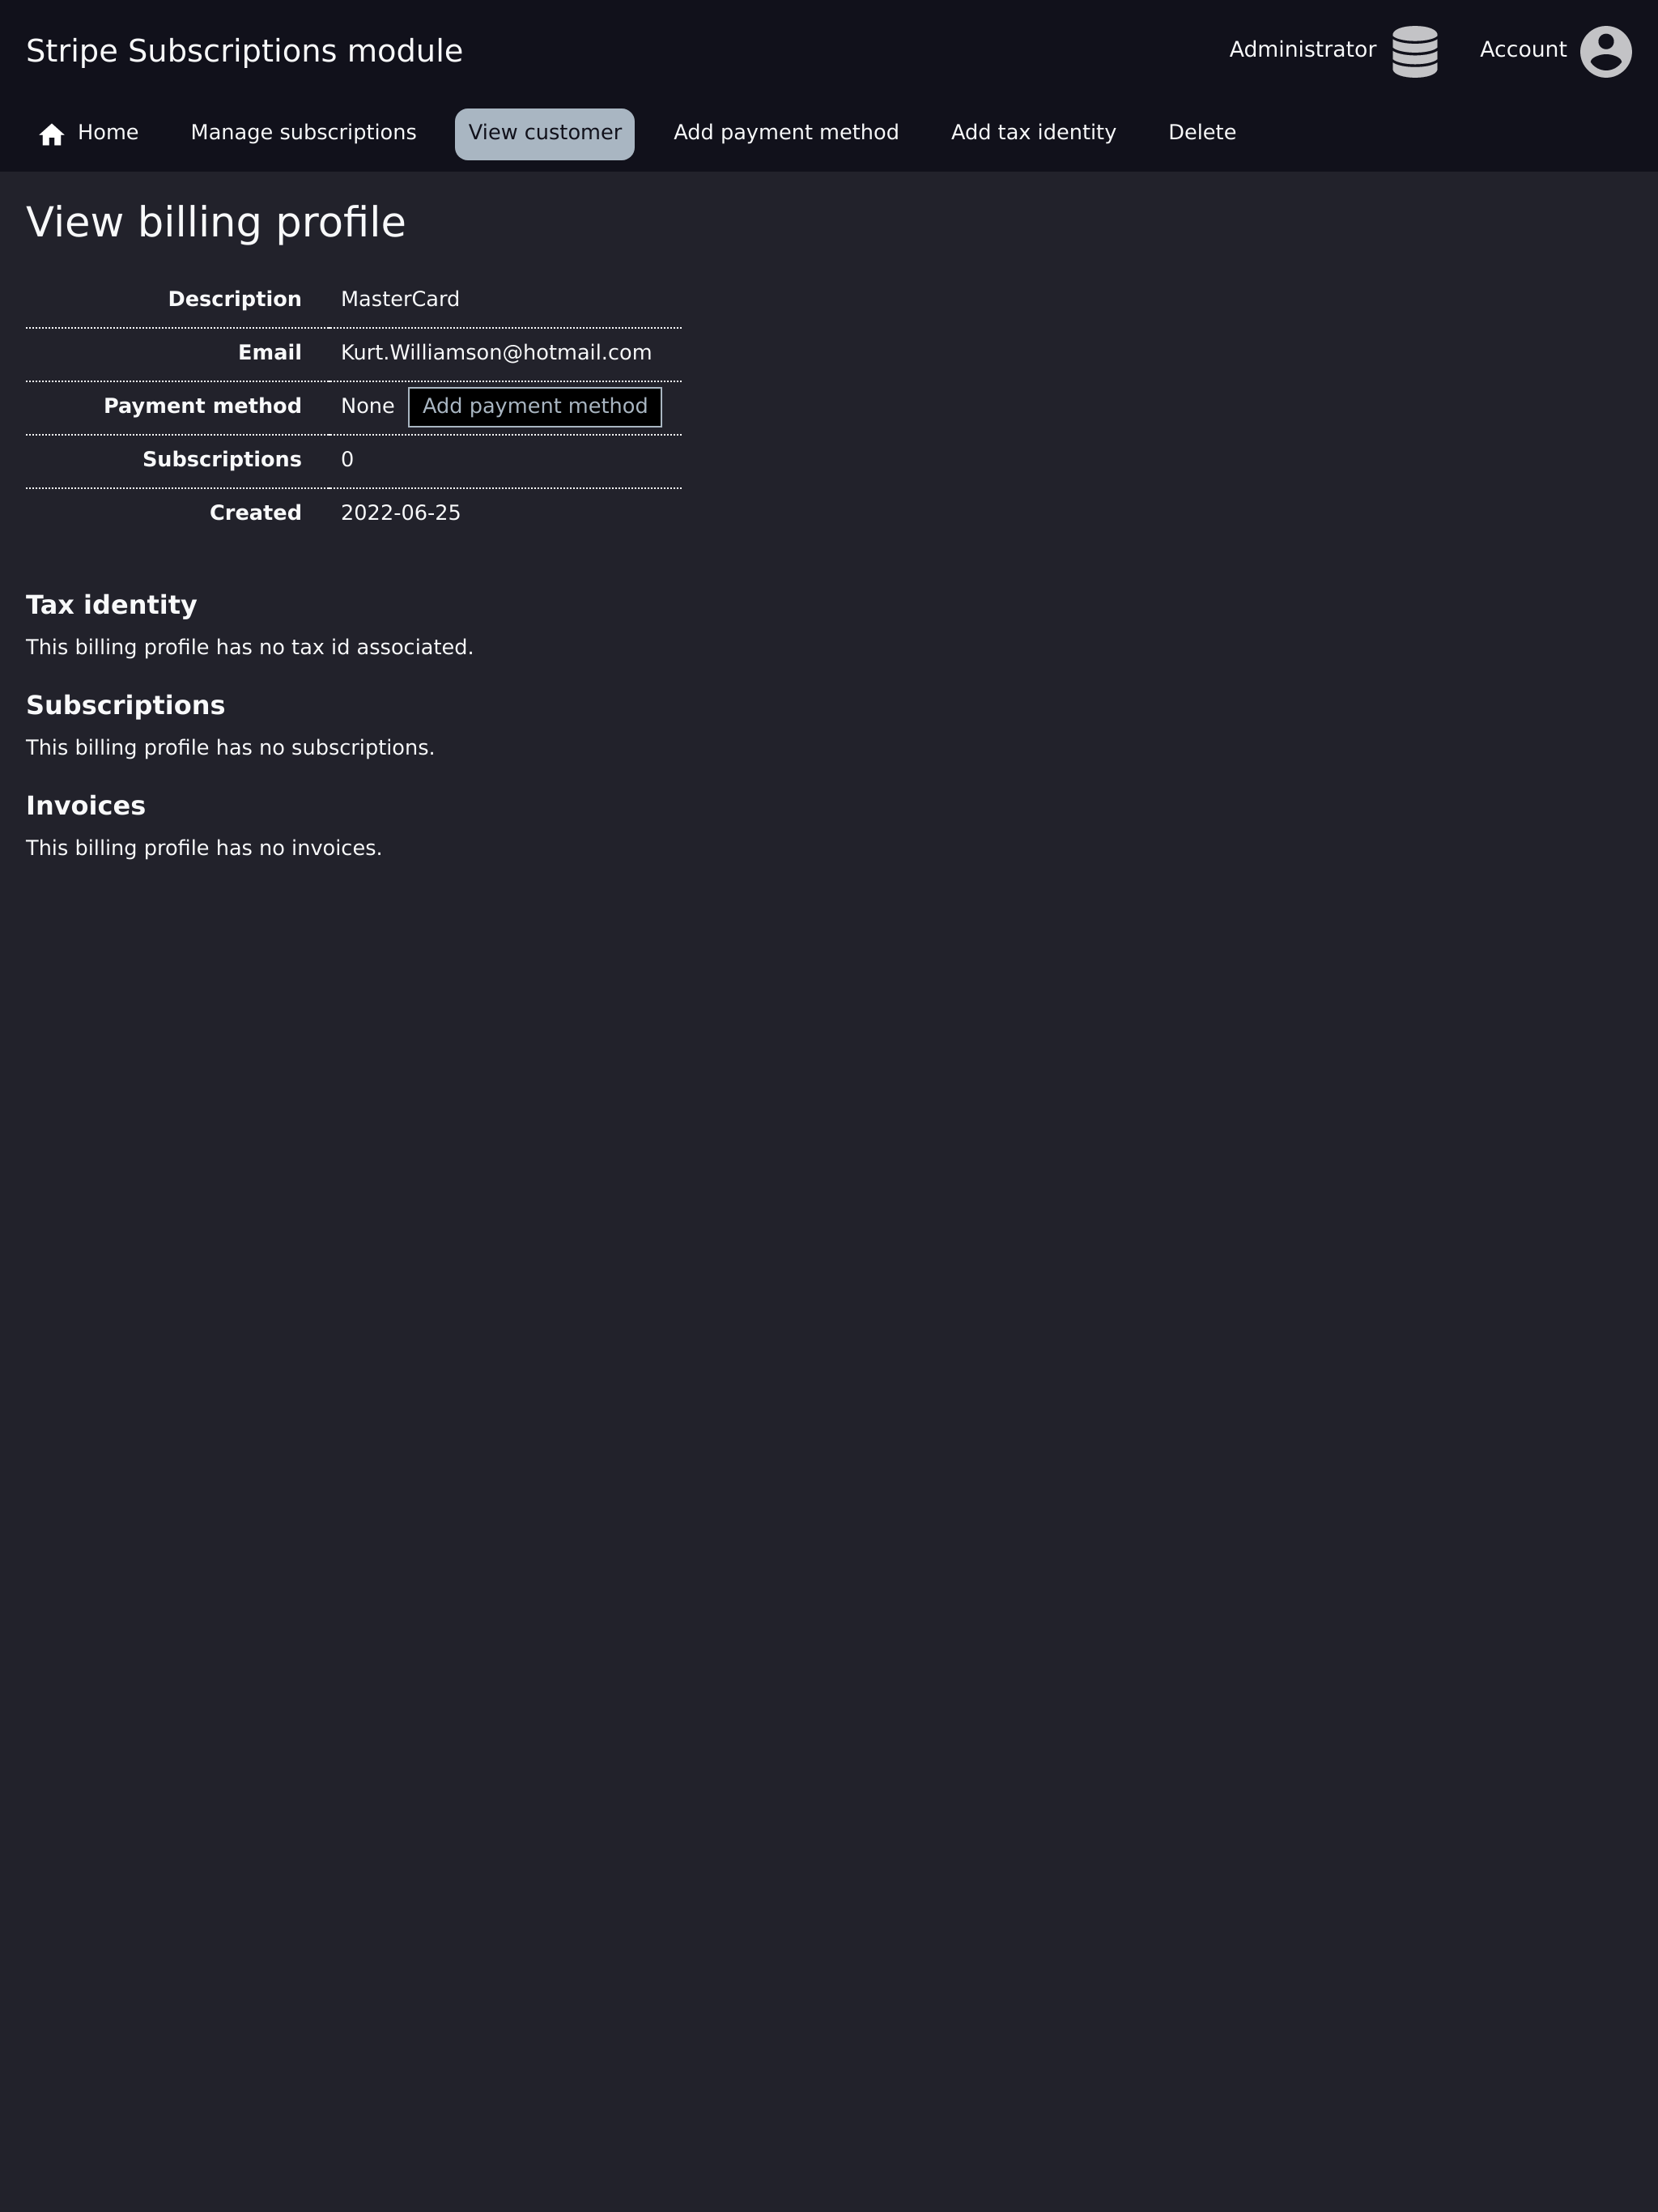 Stripe Subscriptions module
Administrator
Account
Home
Manage subscriptions
View customer
Add payment method
Add tax identity
Delete
View billing profile
Description MasterCard
Email Kurt.Williamson@hotmail.com
Payment method None Add payment method
Subscriptions 0
Created 2022-06-25
Tax identity
This billing profile has no tax id associated.
Subscriptions
This billing profile has no subscriptions.
Invoices
This billing profile has no invoices.